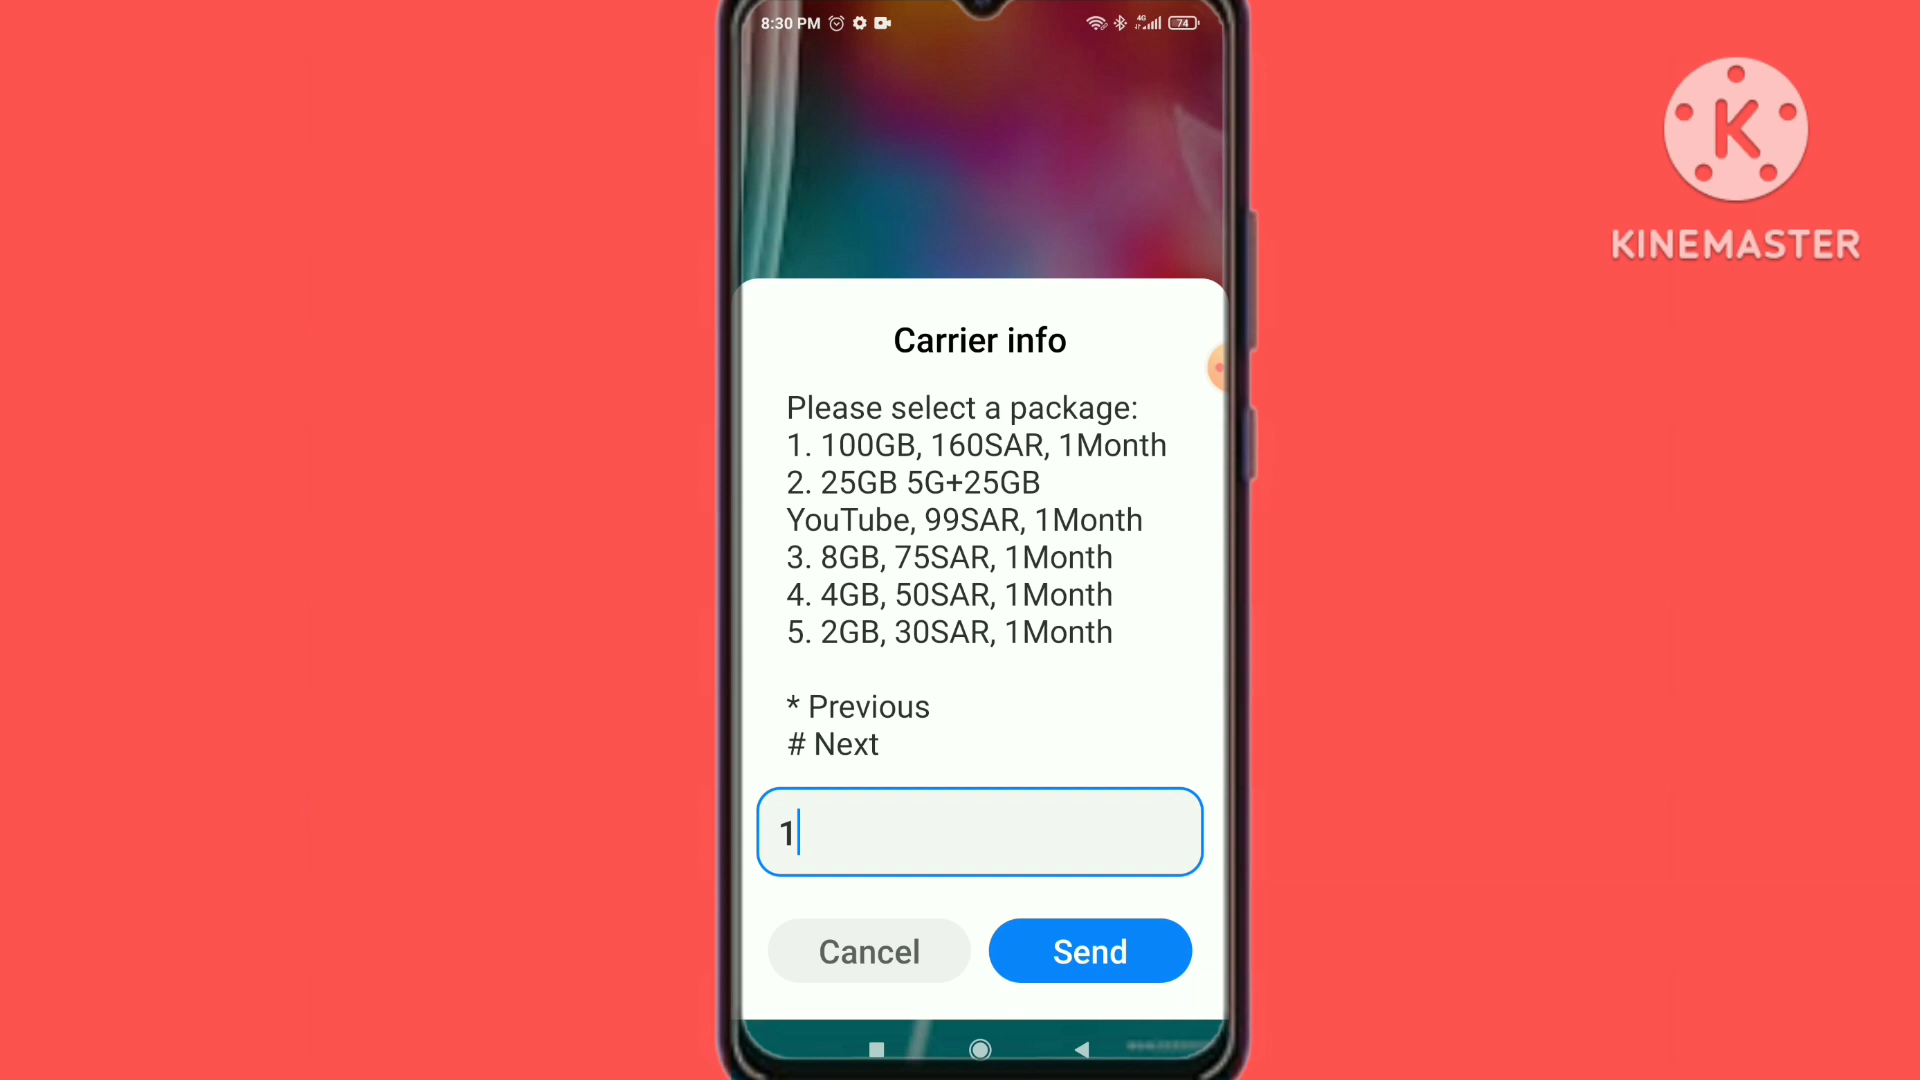 8:30 PM
4G
74
K
KINEMASTER
Carrier info
Please select a package:
1. 100GB, 160SAR, 1Month
2. 25GB 5G+25GB
YouTube, 99SAR, 1Month
3. 8GB, 75SAR, 1Month
4. 4GB, 50SAR, 1Month
5. 2GB, 30SAR, 1Month
* Previous
# Next
1
Cancel
Send